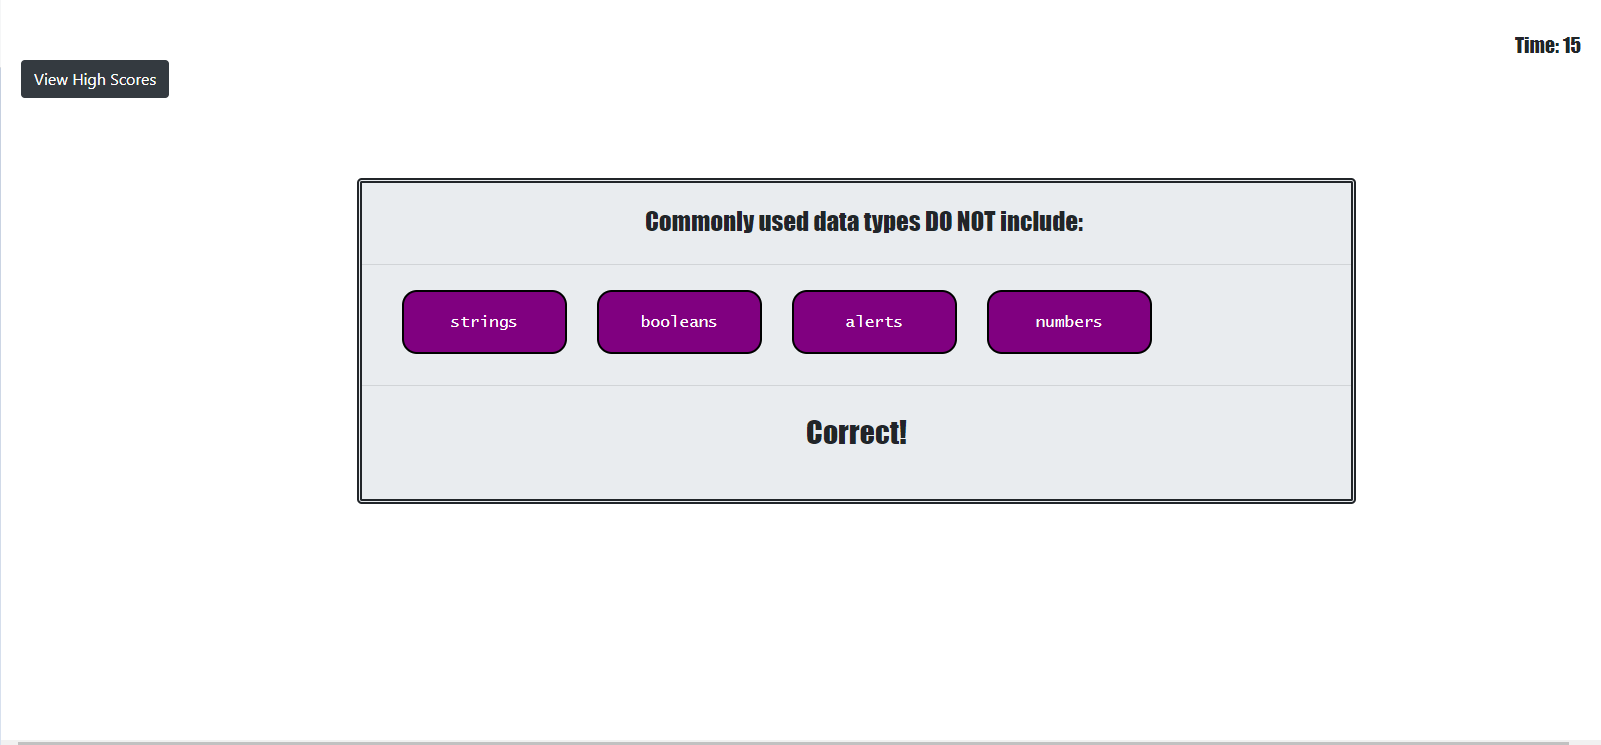 Time: 15
View High Scores
Commonly used data types DO NOT include:
strings
booleans
alerts
numbers
Correct!